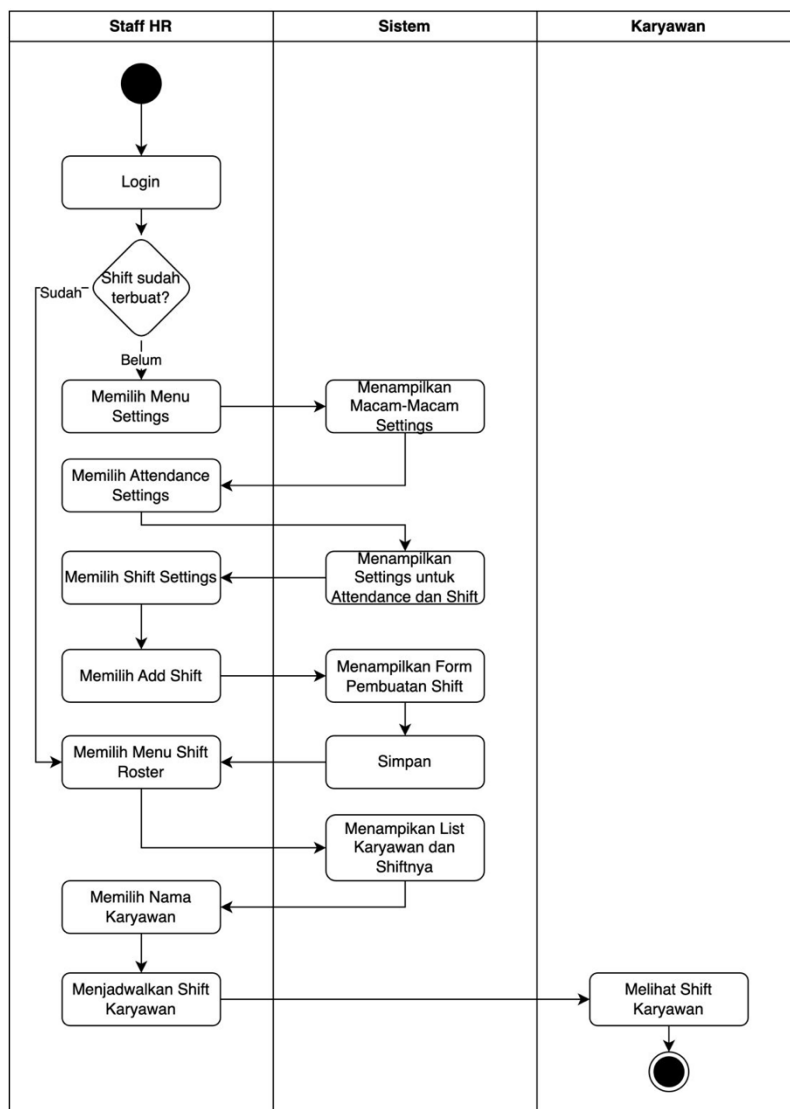 Staff HR
Sistem
Karyawan
Login
Shift sudah
terbuat?
Sudah
Belum
Memilih Menu
Settings
Menampilkan
Macam-Macam
Settings
Memilih Attendance
Settings
Menampilkan
Settings untuk
Attendance dan Shift
Memilih Shift Settings
Memilih Add Shift
Menampilkan Form
Pembuatan Shift
Memilih Menu Shift
Roster
Simpan
Menampikan List
Karyawan dan
Shiftnya
Memilih Nama
Karyawan
Menjadwalkan Shift
Karyawan
Melihat Shift
Karyawan